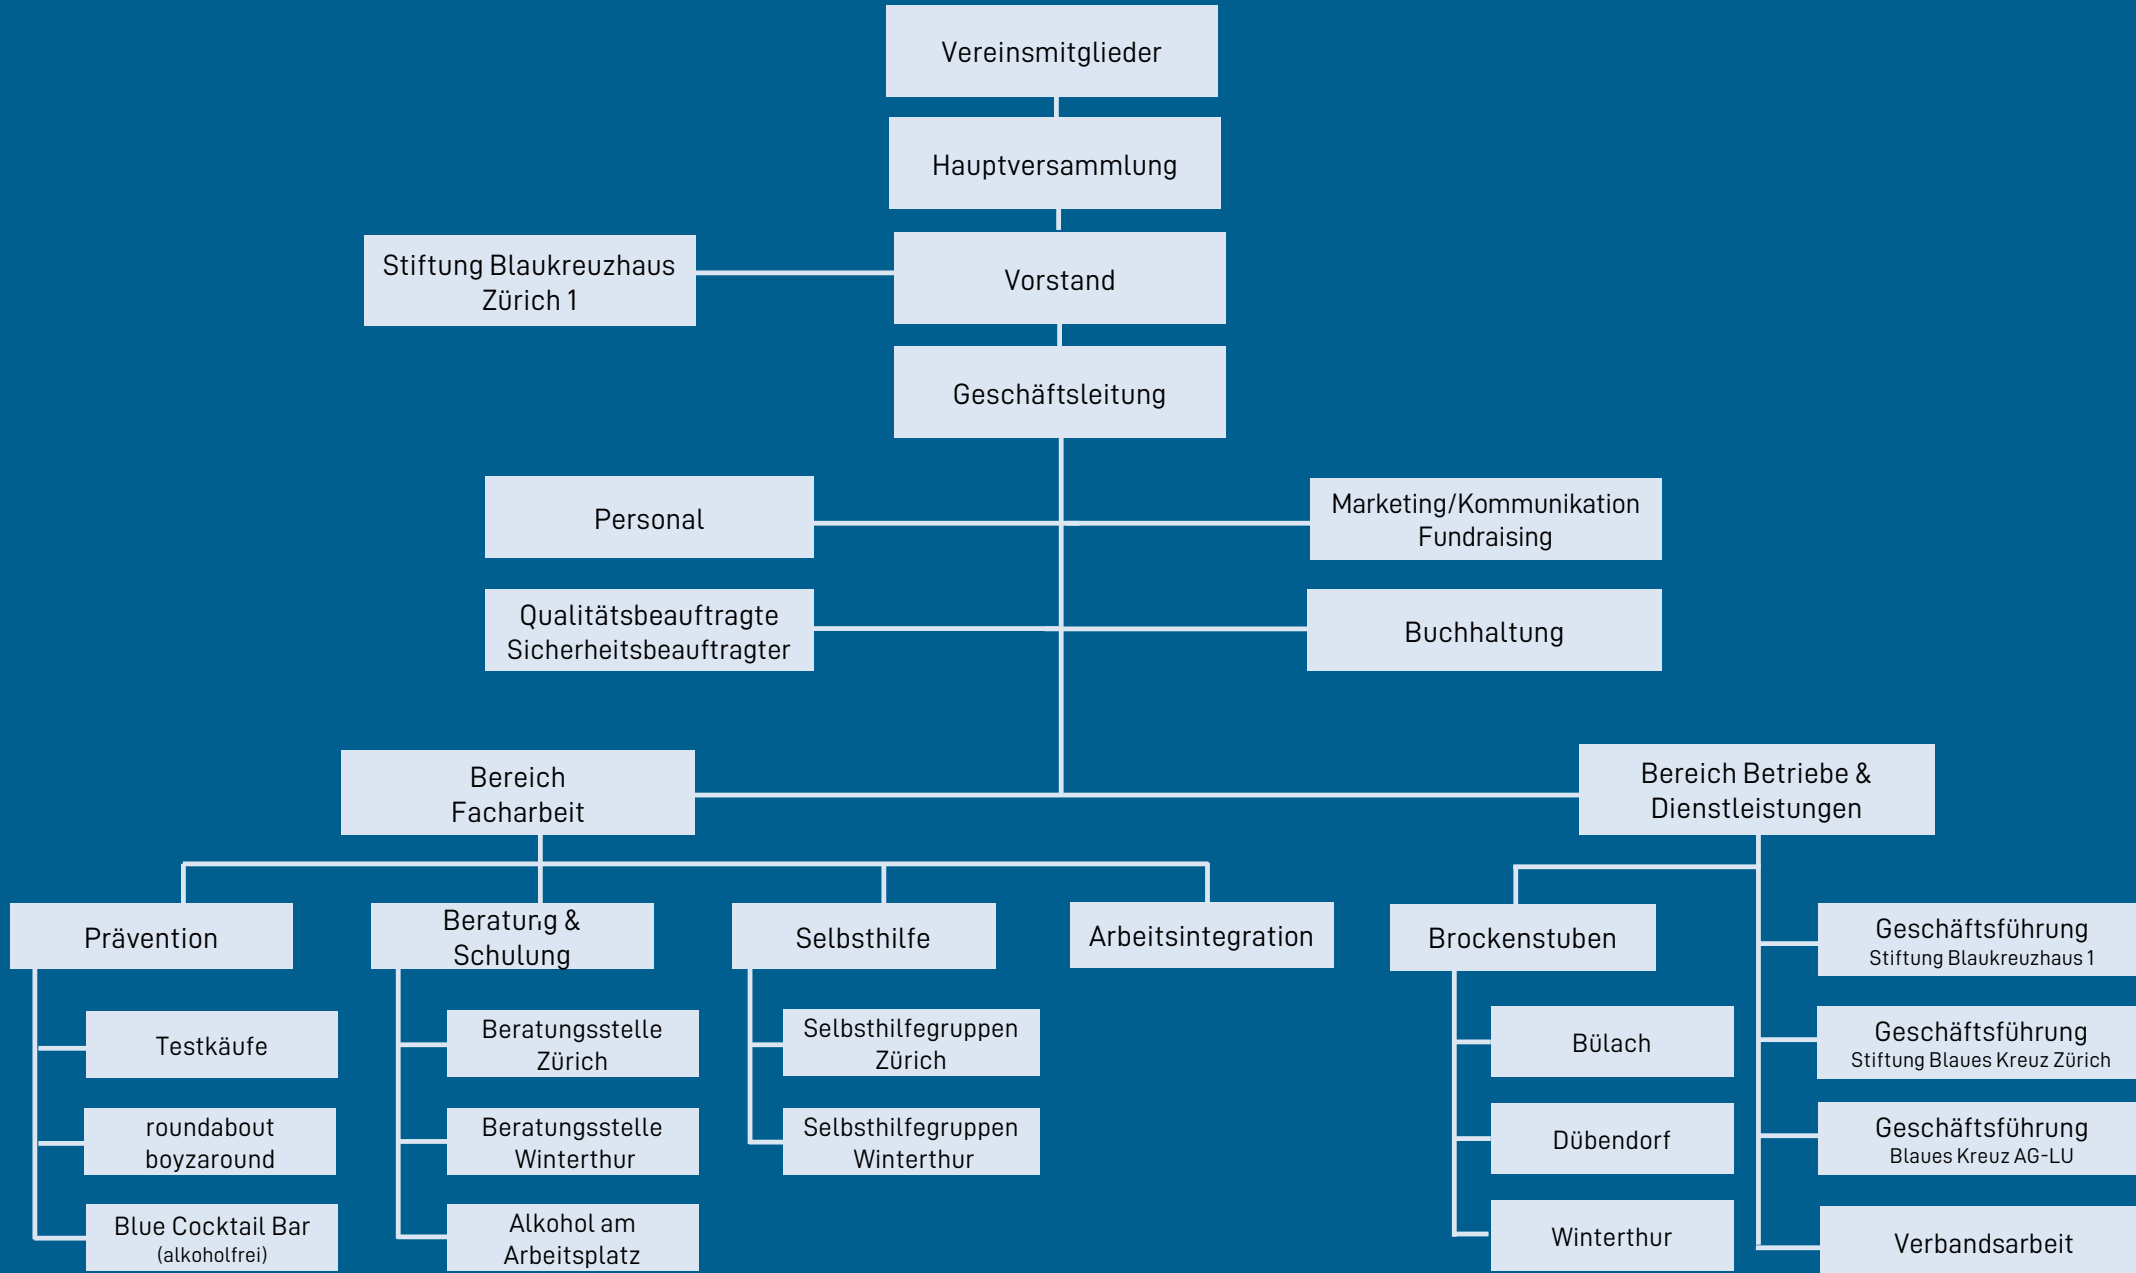 Vereinsmitglieder
Hauptversammlung
Stiftung Blaukreuzhaus
Zürich 1
Vorstand
Geschäftsleitung
Personal
Marketing/Kommunikation
Fundraising
Qualitätsbeauftragte
Sicherheitsbeauftragter
Buchhaltung
Bereich
Facharbeit
Bereich Betriebe &
Dienstleistungen
Prävention
Beratung &
Schulung
Selbsthilfe
Arbeitsintegration
Brockenstuben
Geschäftsführung
Stiftung Blaukreuzhaus 1
Testkäufe
Beratungsstelle
Zürich
Selbsthilfegruppen
Zürich
Bülach
Geschäftsführung
Stiftung Blaues Kreuz Zürich
roundabout
boyzaround
Beratungsstelle
Winterthur
Selbsthilfegruppen
Winterthur
Dübendorf
Geschäftsführung
Blaues Kreuz AG-LU
Blue Cocktail Bar
(alkoholfrei)
Alkohol am
Arbeitsplatz
Winterthur
Verbandsarbeit